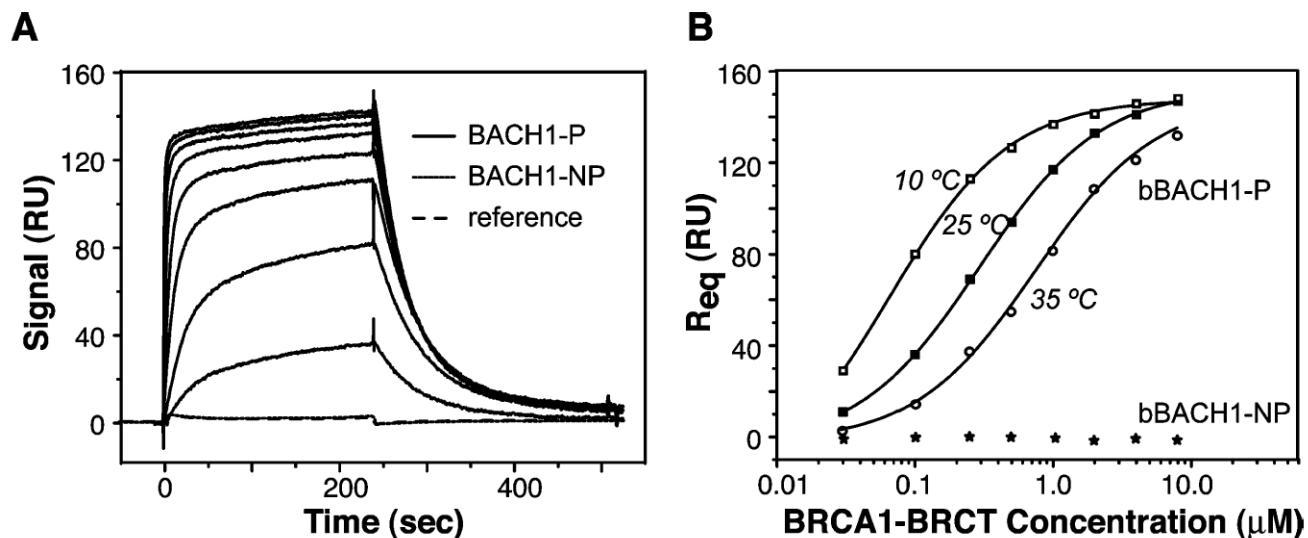 A
Signal (RU)
160
120
80
40
0
BACH1-P
BACH1-NP
reference
0
200
400
Time (sec)
B
Req (RU)
160
120
80
40
0
10 ºC
25 ºC
35 ºC
bBACH1-P
bBACH1-NP
0.01
0.1
1.0
10.0
BRCA1-BRCT Concentration (μM)